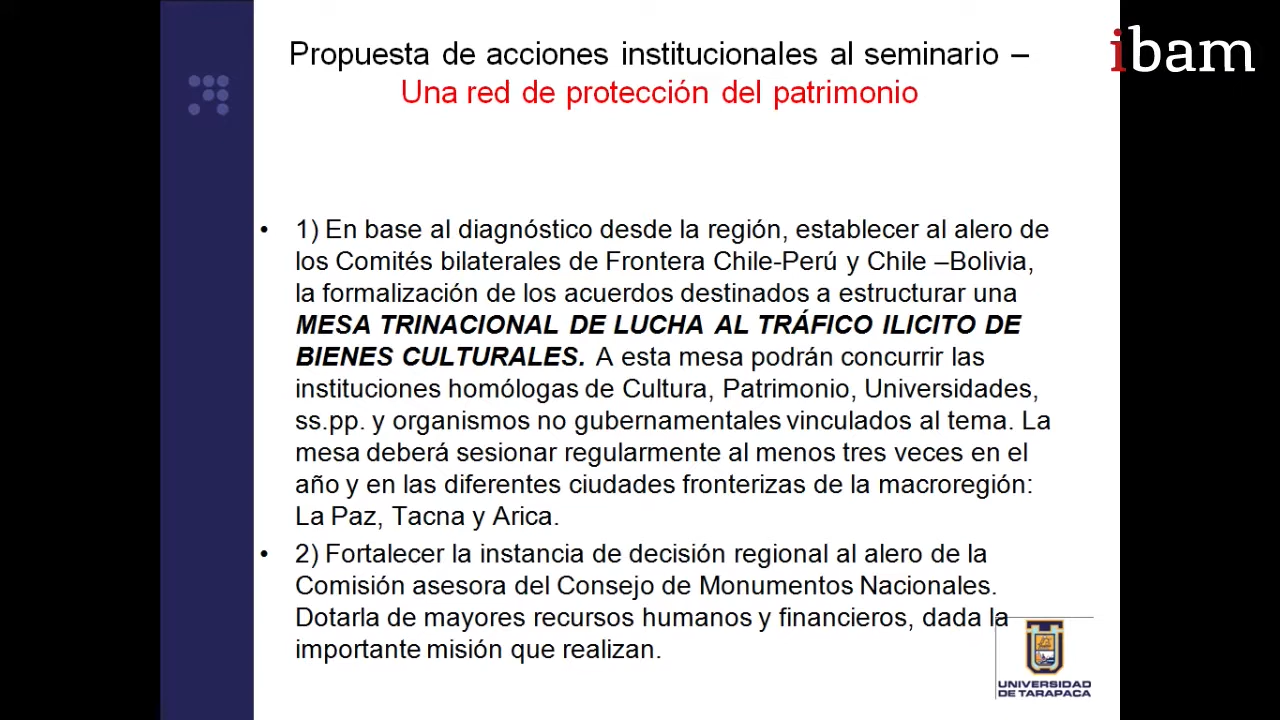 ibam
Propuesta de acciones institucionales al seminario –
Una red de protección del patrimonio
• 1) En base al diagnóstico desde la región, establecer al alero de
los Comités bilaterales de Frontera Chile-Perú y Chile –Bolivia,
la formalización de los acuerdos destinados a estructurar una
MESA TRINACIONAL DE LUCHA AL TRÁFICO ILICITO DE
BIENES CULTURALES. A esta mesa podrán concurrir las
instituciones homólogas de Cultura, Patrimonio, Universidades,
ss.pp. y organismos no gubernamentales vinculados al tema. La
mesa deberá sesionar regularmente al menos tres veces en el
año y en las diferentes ciudades fronterizas de la macroregión:
La Paz, Tacna y Arica.
• 2) Fortalecer la instancia de decisión regional al alero de la
Comisión asesora del Consejo de Monumentos Nacionales.
Dotarla de mayores recursos humanos y financieros, dada la
importante misión que realizan.
UNIVERSIDAD
DE TARAPACA